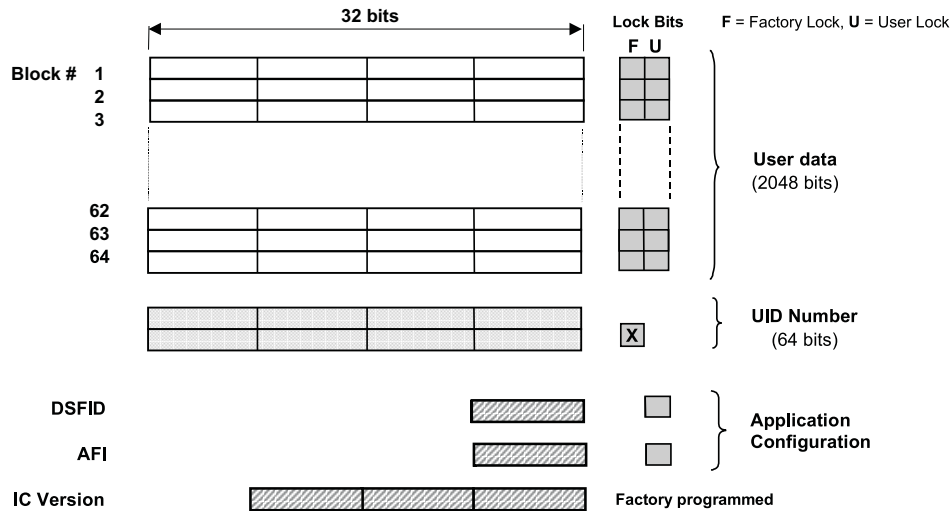 32 bits
Lock Bits
F = Factory Lock, U = User Lock
F U
Block # 1
2
3
User data
(2048 bits)
62
63
64
UID Number
(64 bits)
X
DSFID
Application
Configuration
AFI
IC Version
Factory programmed